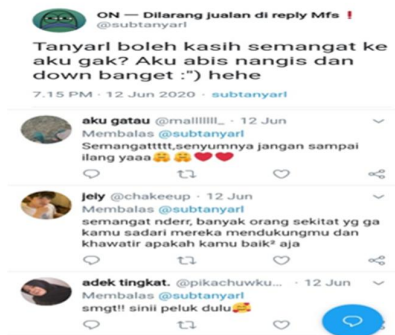 ON — Dilarang jualan di reply Mfs❗
@subtanyarl
Tanyarl boleh kasih semangat ke
aku gak? Aku abis nangis dan
down banget :") hehe
7.15 PM · 12 Jun 2020 · subtanyarl
aku gatau @malllllll_ · 12 Jun
Membalas @subtanyarl
Semangattttt,senyumnya jangan sampai
ilang yaaa🤗🤗❤️❤️
jeiy @chakeeup · 12 Jun
Membalas @subtanyarl
semangat nderr, banyak orang sekitat yg ga
kamu sadari mereka mendukungmu dan
khawatir apakah kamu baik² aja
adek tingkat. @pikachuwku... · 12 Jun
Membalas @subtanyarl
smgt!! sinii peluk dulu🥰